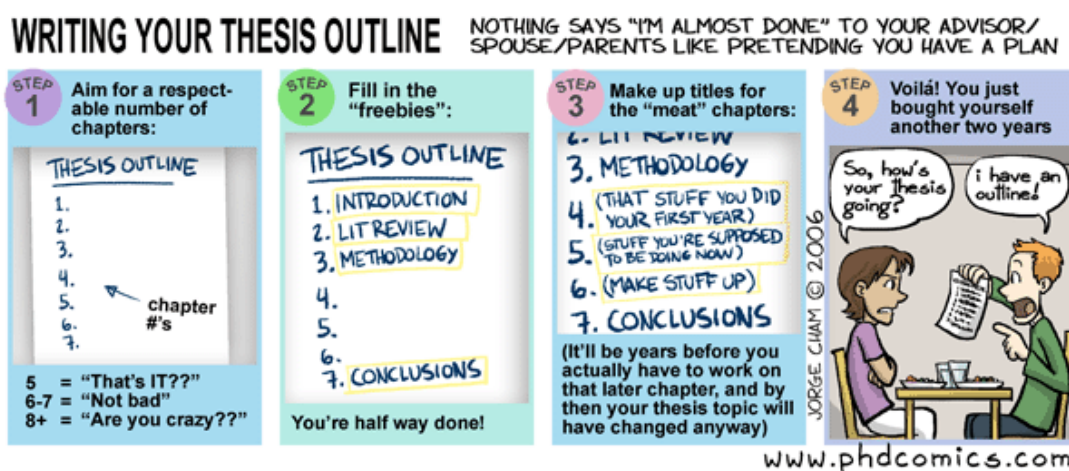 WRITING YOUR THESIS OUTLINE
NOTHING SAYS "I'M ALMOST DONE" TO YOUR ADVISOR/
SPOUSE/PARENTS LIKE PRETENDING YOU HAVE A PLAN
STEP
1
Aim for a respect-
able number of
chapters:
THESIS OUTLINE
1.
2.
3.
4.
5.
6.
7.
chapter
#'s
5 = "That's IT??"
6-7 = "Not bad"
8+ = "Are you crazy??"
STEP
2
Fill in the
"freebies":
THESIS OUTLINE
1. INTRODUCTION
2. LIT REVIEW
3. METHODOLOGY
4.
5.
6.
7. CONCLUSIONS
You're half way done!
STEP
3
Make up titles for
the "meat" chapters:
2. LIT REVIEW
3. METHODOLOGY
4. (THAT STUFF YOU DID
YOUR FIRST YEAR)
5. (STUFF YOU'RE SUPPOSED
TO BE DOING NOW)
6. (MAKE STUFF UP)
7. CONCLUSIONS
(It'll be years before you
actually have to work on
that later chapter, and by
then your thesis topic will
have changed anyway)
STEP
4
Voilá! You just
bought yourself
another two years
So, how's
your thesis
going?
i have an
outline!
JORGE CHAM © 2006
www.phdcomics.com